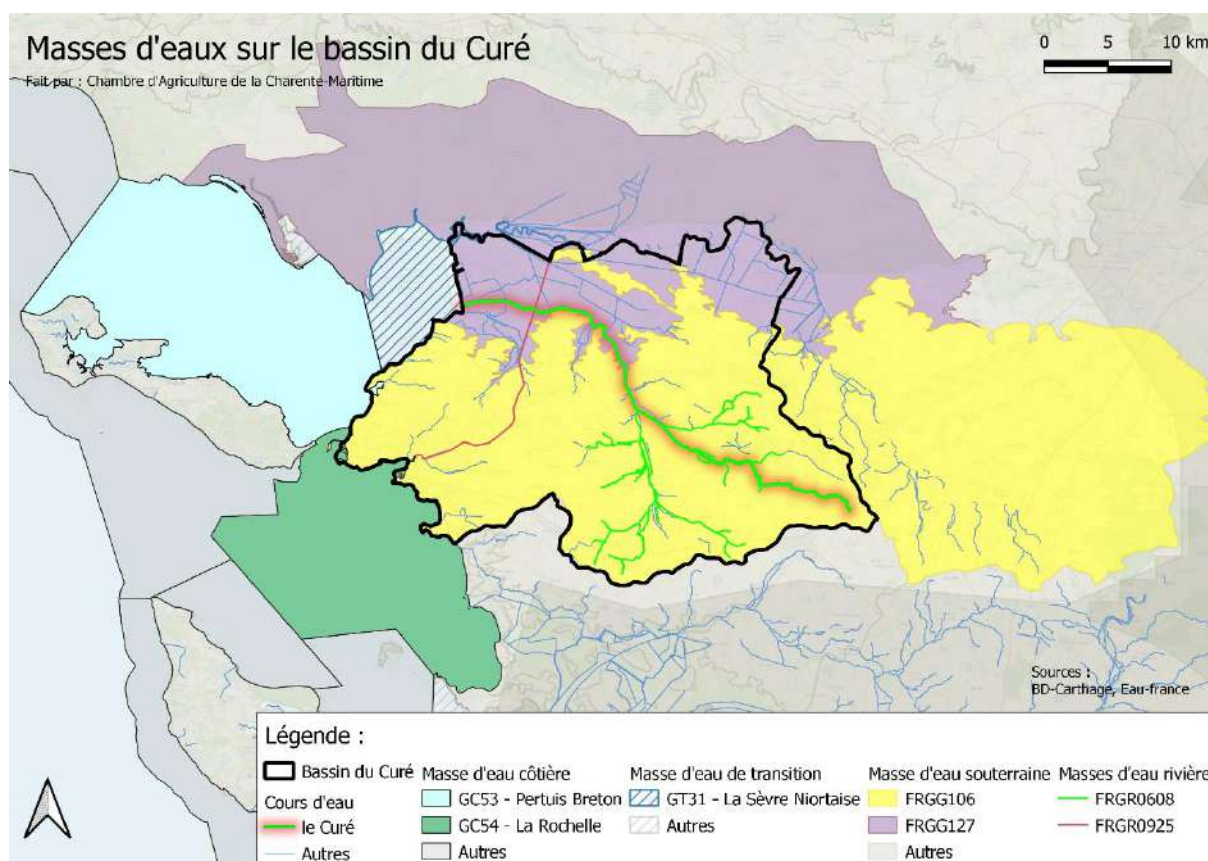 Masses d'eaux sur le bassin du Curé
Fait par : Chambre d'Agriculture de la Charente-Maritime
0 5 10 km
Sources :
BD-Carthage, Eau-france
Légende :
Bassin du Curé
Cours d'eau
le Curé
Autres
Masse d'eau côtière
GC53 - Pertuis Breton
GC54 - La Rochelle
Autres
Masse d'eau de transition
GT31 - La Sèvre Niortaise
Autres
Masse d'eau souterraine
FRGG106
FRGG127
Autres
Masses d'eau rivière
FRGR0608
FRGR0925